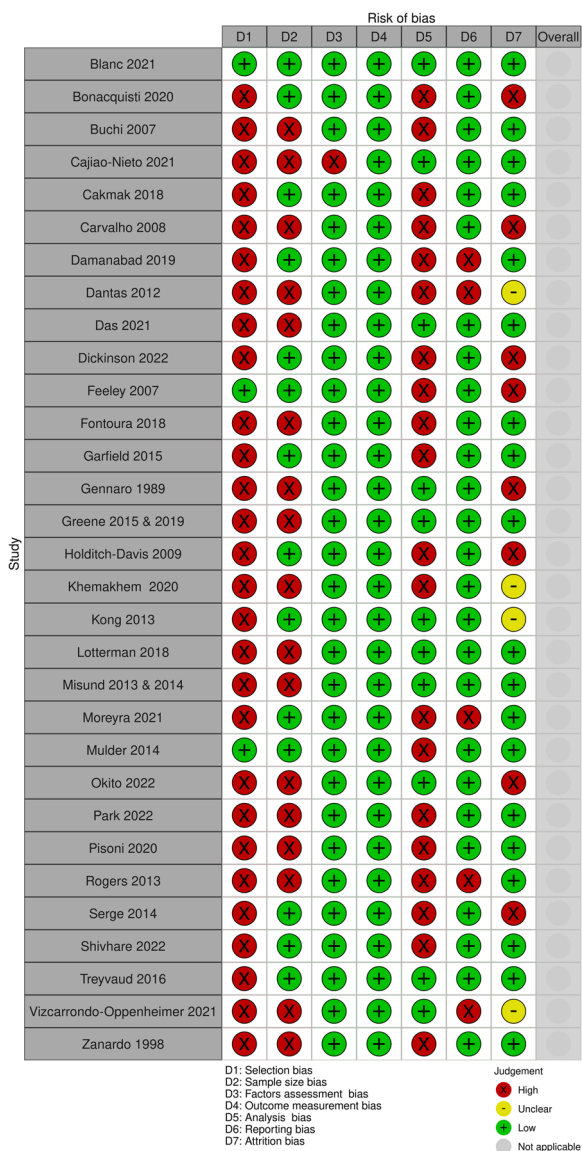 Risk of bias
D1 D2 D3 D4 D5 D6 D7 Overall
Study
Blanc 2021 + + + + + + +
Bonacquisti 2020 X + + + X + X
Buchi 2007 X X + + X + +
Cajiao-Nieto 2021 X X X + + + +
Cakmak 2018 X + + + X + +
Carvalho 2008 X X + + X + X
Damanabad 2019 X + + + X X +
Dantas 2012 X X + + X X -
Das 2021 X X + + + + +
Dickinson 2022 X + + + X + X
Feeley 2007 + + + + X + X
Fontoura 2018 X X + + X + +
Garfield 2015 X + + + X + +
Gennaro 1989 X X + + + + X
Greene 2015 & 2019 X X + + + + +
Holditch-Davis 2009 X + + + X + X
Khemakhem 2020 X X + + X + -
Kong 2013 X + + + + + -
Lotterman 2018 X X + + + + +
Misund 2013 & 2014 X X + + + + +
Moreyra 2021 X + + + X X +
Mulder 2014 + + + + X + +
Okito 2022 X X + + + + X
Park 2022 X X + + X + +
Pisoni 2020 X X + + X + +
Rogers 2013 X X + + X X +
Serge 2014 X + + + X + X
Shivhare 2022 X + + + X + +
Treyvaud 2016 X + + + + + +
Vizcarrondo-Oppenheimer 2021 X X + + + X -
Zanardo 1998 X X + + X + +
D1: Selection bias
D2: Sample size bias
D3: Factors assessment bias
D4: Outcome measurement bias
D5: Analysis bias
D6: Reporting bias
D7: Attrition bias
Judgement
X High
- Unclear
+ Low
Not applicable